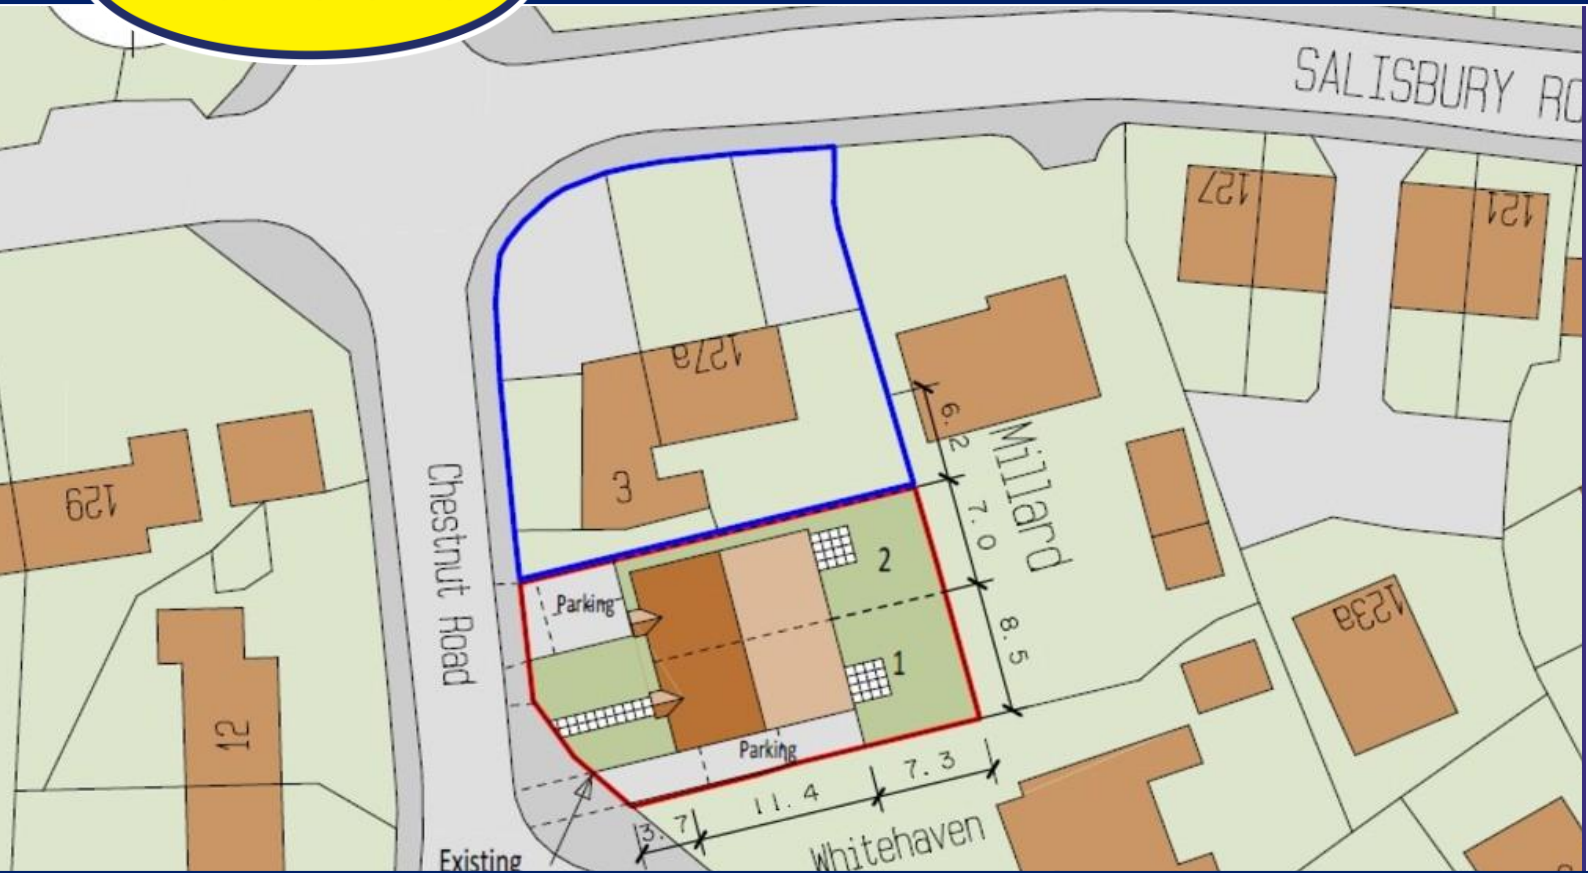 SALISBURY RO
127
121
127a
6.2
Millard
129
3
Chestnut Road
7.0
2
Parking
123a
8.5
1
12
Parking
7.3
11.4
3.7
Whitehaven
Existing